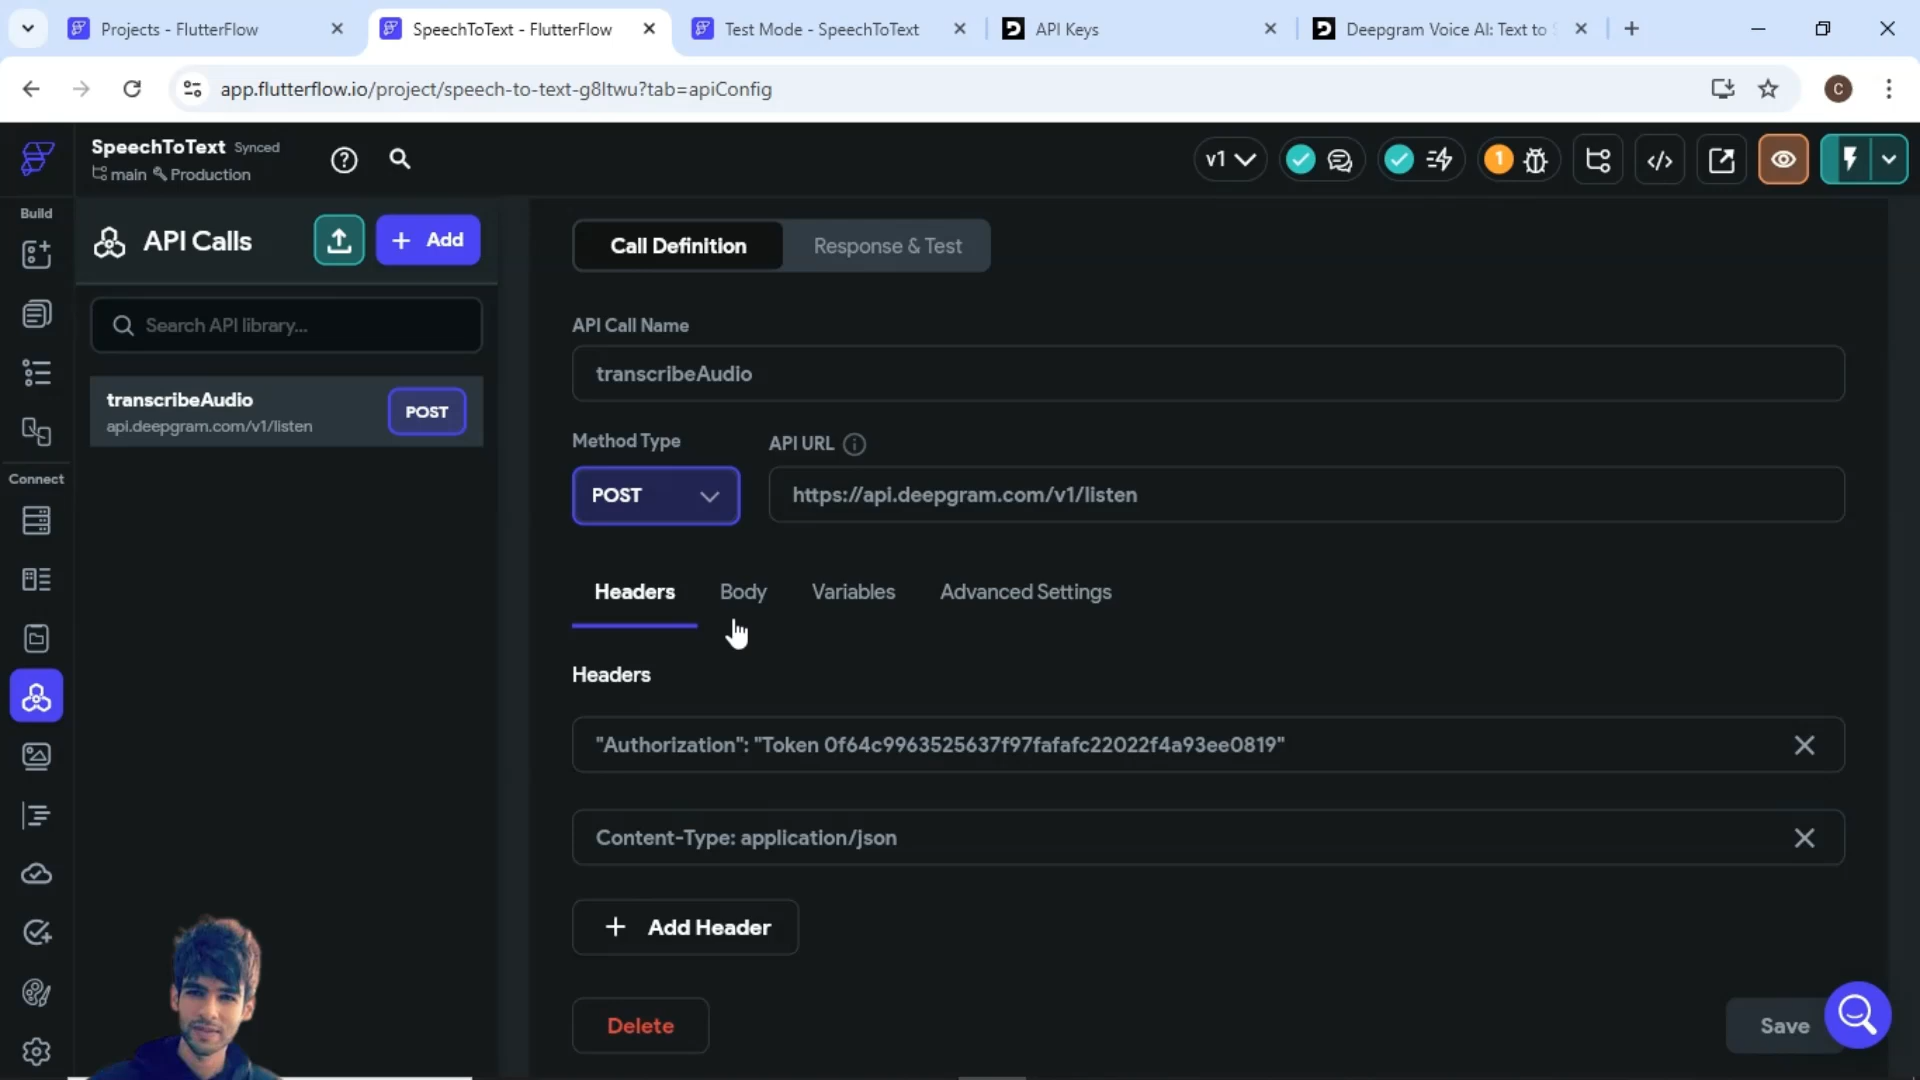 Projects - FlutterFlow
SpeechToText - FlutterFlow
Test Mode - SpeechToText
API Keys
Deepgram Voice AI: Text to
app.flutterflow.io/project/speech-to-text-g8ltwu?tab=apiConfig
C
SpeechToText Synced
main Production
v1
1
Build
API Calls
Add
Call Definition
Response & Test
Search API library...
API Call Name
transcribeAudio
transcribeAudio
api.deepgram.com/v1/listen
POST
Method Type
API URL
Connect
POST
https://api.deepgram.com/v1/listen
Headers
Body
Variables
Advanced Settings
Headers
"Authorization": "Token 0f64c9963525637f97fafafc22022f4a93ee0819"
Content-Type: application/json
Add Header
Delete
Save